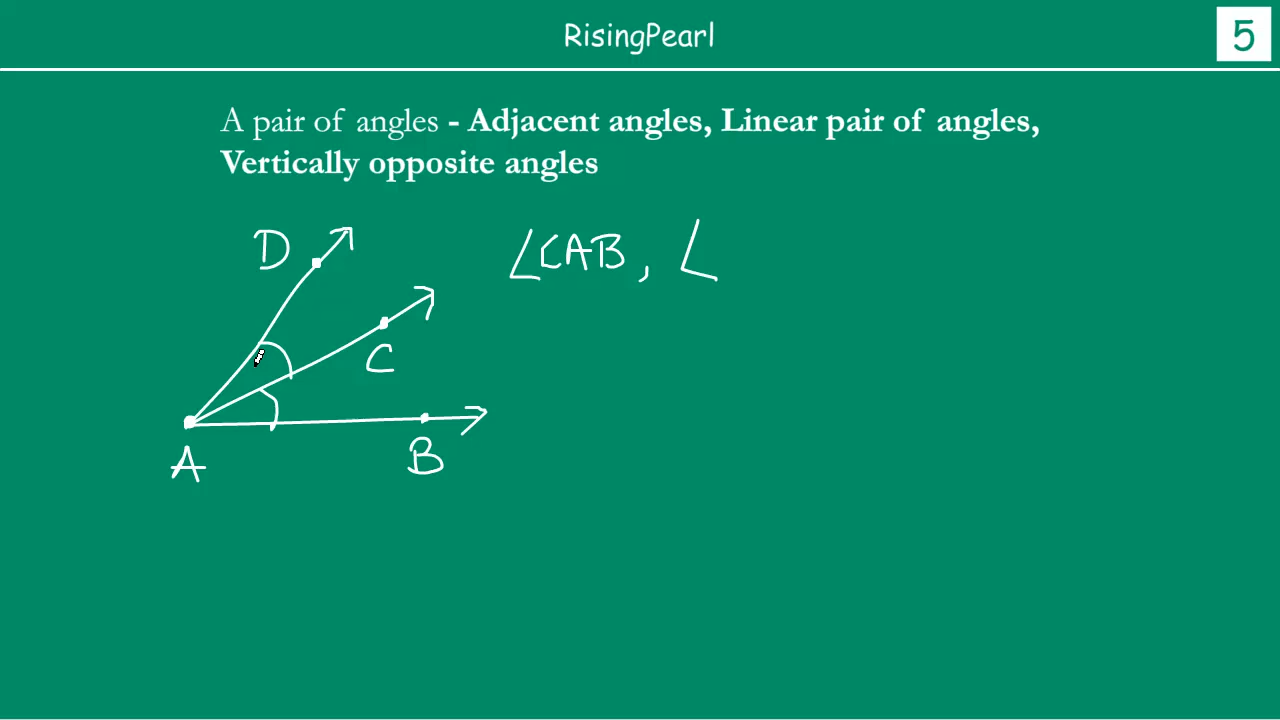 RisingPearl
5
A pair of angles - Adjacent angles, Linear pair of angles,
Vertically opposite angles
D
∠CAB, ∠
C
A
B